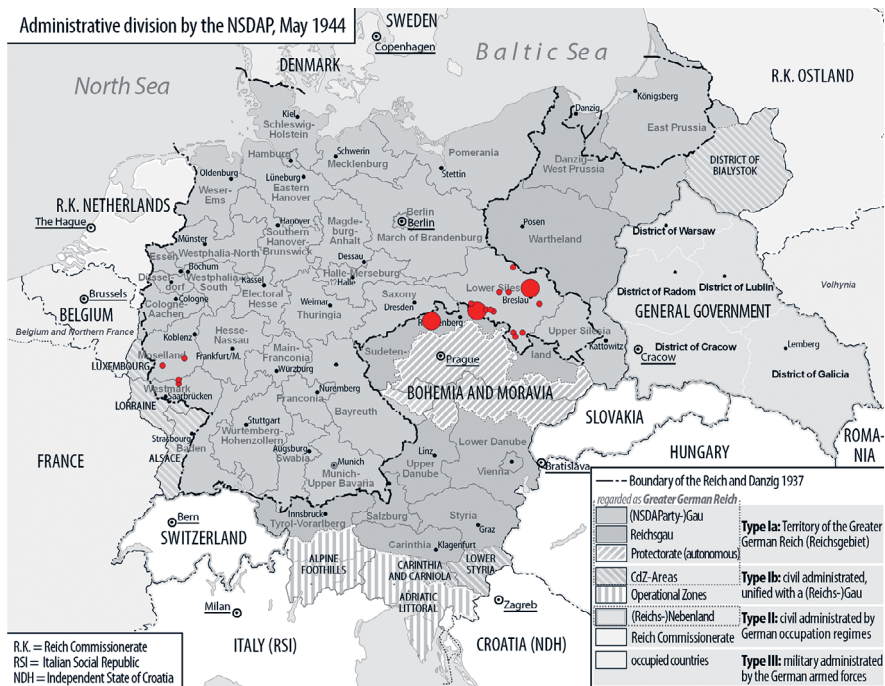 Administrative division by the NSDAP, May 1944
SWEDEN
Copenhagen
Baltic Sea
DENMARK
North Sea
R.K. OSTLAND
Königsberg
Danzig
East Prussia
Kiel
Schleswig-
Holstein
Hamburg
Schwerin
Mecklenburg
Pomerania
Stettin
Danzig–
West Prussia
DISTRICT OF
BIALYSTOK
Oldenburg
Weser-
Ems
Lüneburg
Eastern
Hanover
R.K. NETHERLANDS
The Hague
Hanover
Southern
Hanover-
Brunswick
Magde-
burg-
Anhalt
Berlin
Berlin
March of Brandenburg
Posen
Wartheland
District of Warsaw
Münster
Westphalia-North
Essen
Bochum
Westphalia-
South
Düssel-
dorf
Kassel
Electoral
Hesse
Dessau
Halle-Merseburg
Halle
Lower Silesia
Breslau
District of Radom
District of Lublin
Volhynia
Brussels
BELGIUM
Belgium and Northern France
Cologne
Cologne-
Aachen
Weimar
Thuringia
Saxony
Dresden
GENERAL GOVERNMENT
Koblenz
Hesse-
Nassau
Moselland
Frankfurt/M.
LUXEMBOURG
Main-
Franconia
Würzburg
Sudeten-
land
Prague
Upper Silesia
Kattowitz
Cracow
District of Cracow
Lemberg
District of Galicia
Westmark
Saarbrücken
LORRAINE
Nuremberg
Franconia
Bayreuth
BOHEMIA AND MORAVIA
SLOVAKIA
Strasbourg
ALSACE
Baden
Stuttgart
Würtemberg-
Hohenzollern
Augsburg
Swabia
Munich
Munich-
Upper Bavaria
Linz
Upper
Danube
Lower Danube
Vienna
Bratislava
HUNGARY
ROMA-
NIA
FRANCE
Bern
SWITZERLAND
Innsbruck
Tyrol-Vorarlberg
Salzburg
Styria
Graz
Carinthia
Klagenfurt
ALPINE
FOOTHILLS
CARINTHIA
AND CARNIOLA
LOWER
STYRIA
ADRIATIC
LITTORAL
Milan
Zagreb
ITALY (RSI)
CROATIA (NDH)
R.K. = Reich Commissionerate
RSI = Italian Social Republic
NDH = Independent State of Croatia
Boundary of the Reich and Danzig 1937
regarded as Greater German Reich
(NSDAParty-)Gau
Reichsgau
Protectorate (autonomous)
Type Ia: Territory of the Greater
German Reich (Reichsgebiet)
CdZ-Areas
Operational Zones
Type Ib: civil administrated,
unified with a (Reichs-)Gau
(Reichs-)Nebenland
Reich Commissionerate
Type II: civil administrated by
German occupation regimes
occupied countries
Type III: military administrated
by the German armed forces